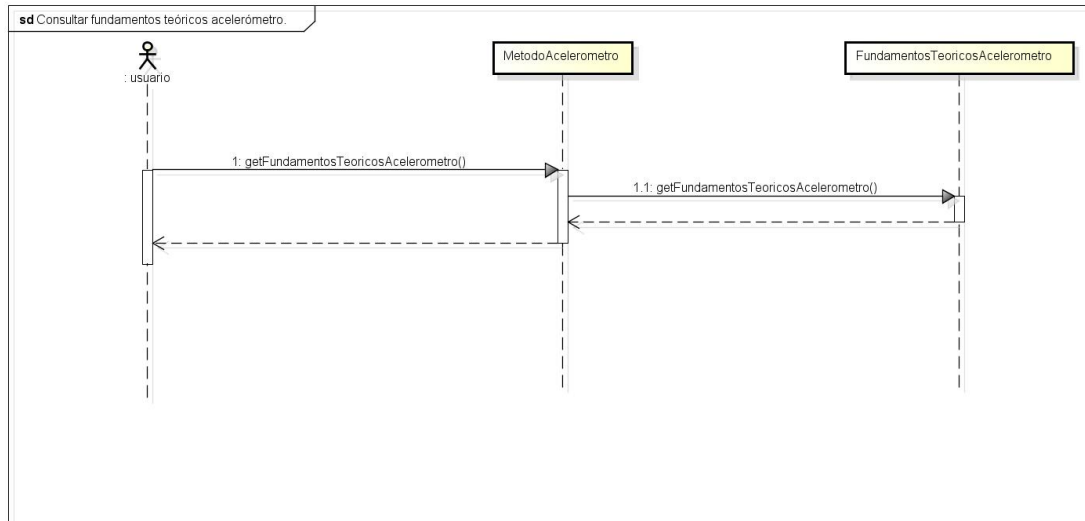 sd Consultar fundamentos teóricos acelerómetro.
: usuario
MetodoAcelerometro
FundamentosTeoricosAcelerometro
1: getFundamentosTeoricosAcelerometro()
1.1: getFundamentosTeoricosAcelerometro()